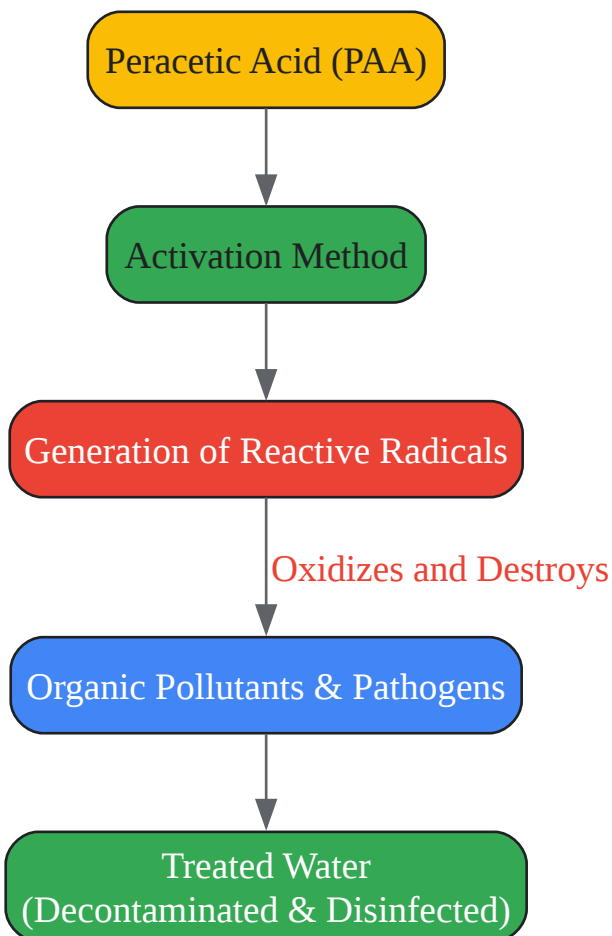 Peracetic Acid (PAA)
Activation Method
Generation of Reactive Radicals
Oxidizes and Destroys
Organic Pollutants & Pathogens
Treated Water
(Decontaminated & Disinfected)